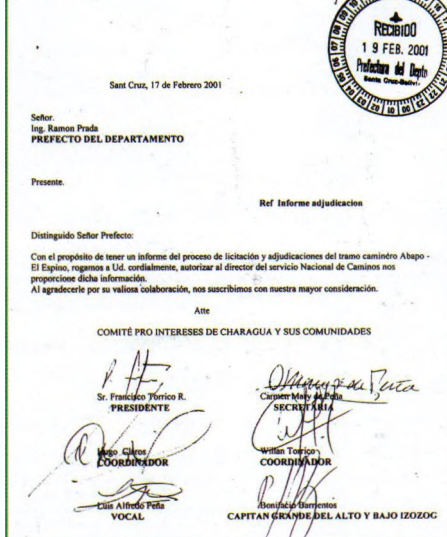 RECIBIDO
19 FEB. 2001
Prefectura del Depto
Santa Cruz-Bolivia
Sant Cruz, 17 de Febrero 2001
Señor.
Ing. Ramon Prada
PREFECTO DEL DEPARTAMENTO
Presente.
Ref Informe adjudicacion
Distinguido Señor Prefecto:
Con el propósito de tener un informe del proceso de licitación y adjudicaciones del tramo caminéro Abapo -
El Espino, rogamos a Ud. cordialmente, autorizar al director del servicio Nacional de Caminos nos
proporcione dicha información.
Al agradecerle por su valiosa colaboración, nos suscribimos con nuestra mayor consideración.
Atte
COMITÉ PRO INTERESES DE CHARAGUA Y SUS COMUNIDADES
Sr. Francisco Torrico R.
PRESIDENTE
Carmen Mary de Peña
SECRETARIA
Hugo Claros
COORDINADOR
Willan Torrico
COORDINADOR
Luis Alfredo Peña
VOCAL
Bonifacio Barrientos
CAPITAN GRANDE DEL ALTO Y BAJO IZOZOG